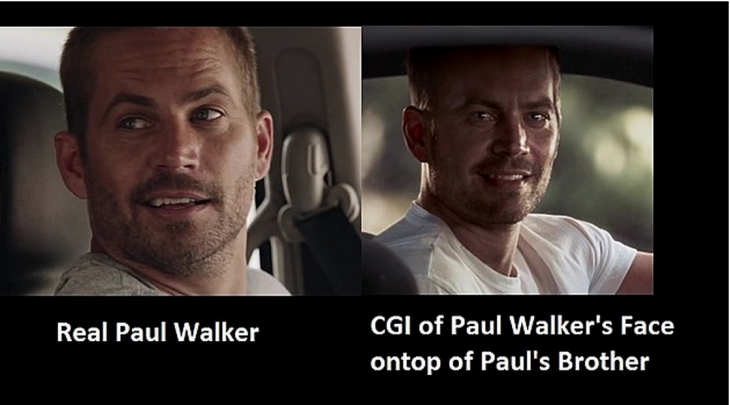 Real Paul Walker
CGI of Paul Walker's Face
ontop of Paul's Brother